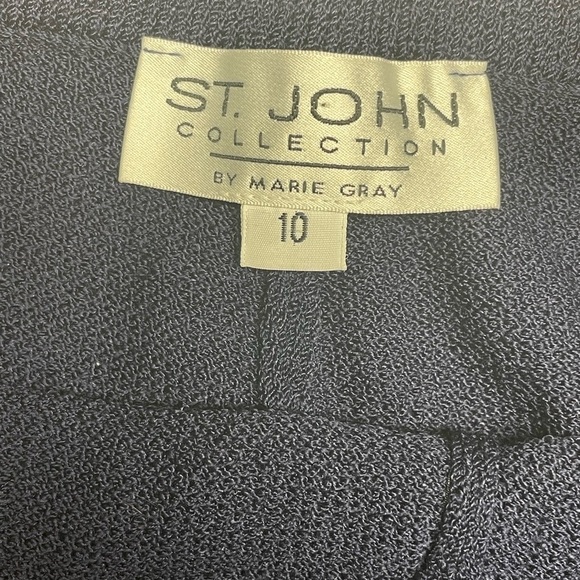 ST. JOHN
COLLECTION
BY MARIE GRAY
10